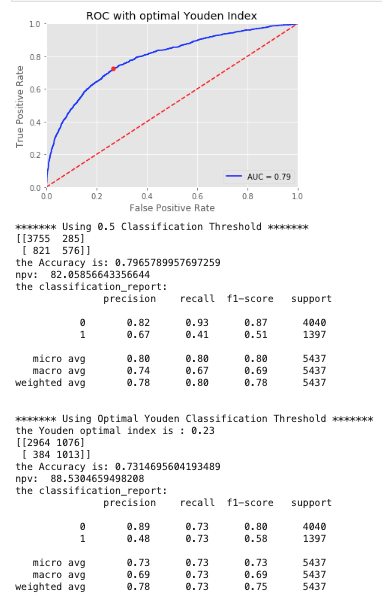 ROC with optimal Youden Index
1.0
0.8
0.6
0.4
0.2
0.0
True Positive Rate
AUC = 0.79
0.0 0.2 0.4 0.6 0.8 1.0
False Positive Rate
******* Using 0.5 Classification Threshold *******
[[3755 285]
[ 821 576]]
the Accuracy is: 0.7965789957697259
npv: 82.05856643356644
the classification_report:
precision recall f1-score support
0 0.82 0.93 0.87 4040
1 0.67 0.41 0.51 1397
micro avg 0.80 0.80 0.80 5437
macro avg 0.74 0.67 0.69 5437
weighted avg 0.78 0.80 0.78 5437
******* Using Optimal Youden Classification Threshold *******
the Youden optimal index is : 0.23
[[2964 1076]
[ 384 1013]]
the Accuracy is: 0.7314695604193489
npv: 88.5304659498208
the classification_report:
precision recall f1-score support
0 0.89 0.73 0.80 4040
1 0.48 0.73 0.58 1397
micro avg 0.73 0.73 0.73 5437
macro avg 0.69 0.73 0.69 5437
weighted avg 0.78 0.73 0.75 5437